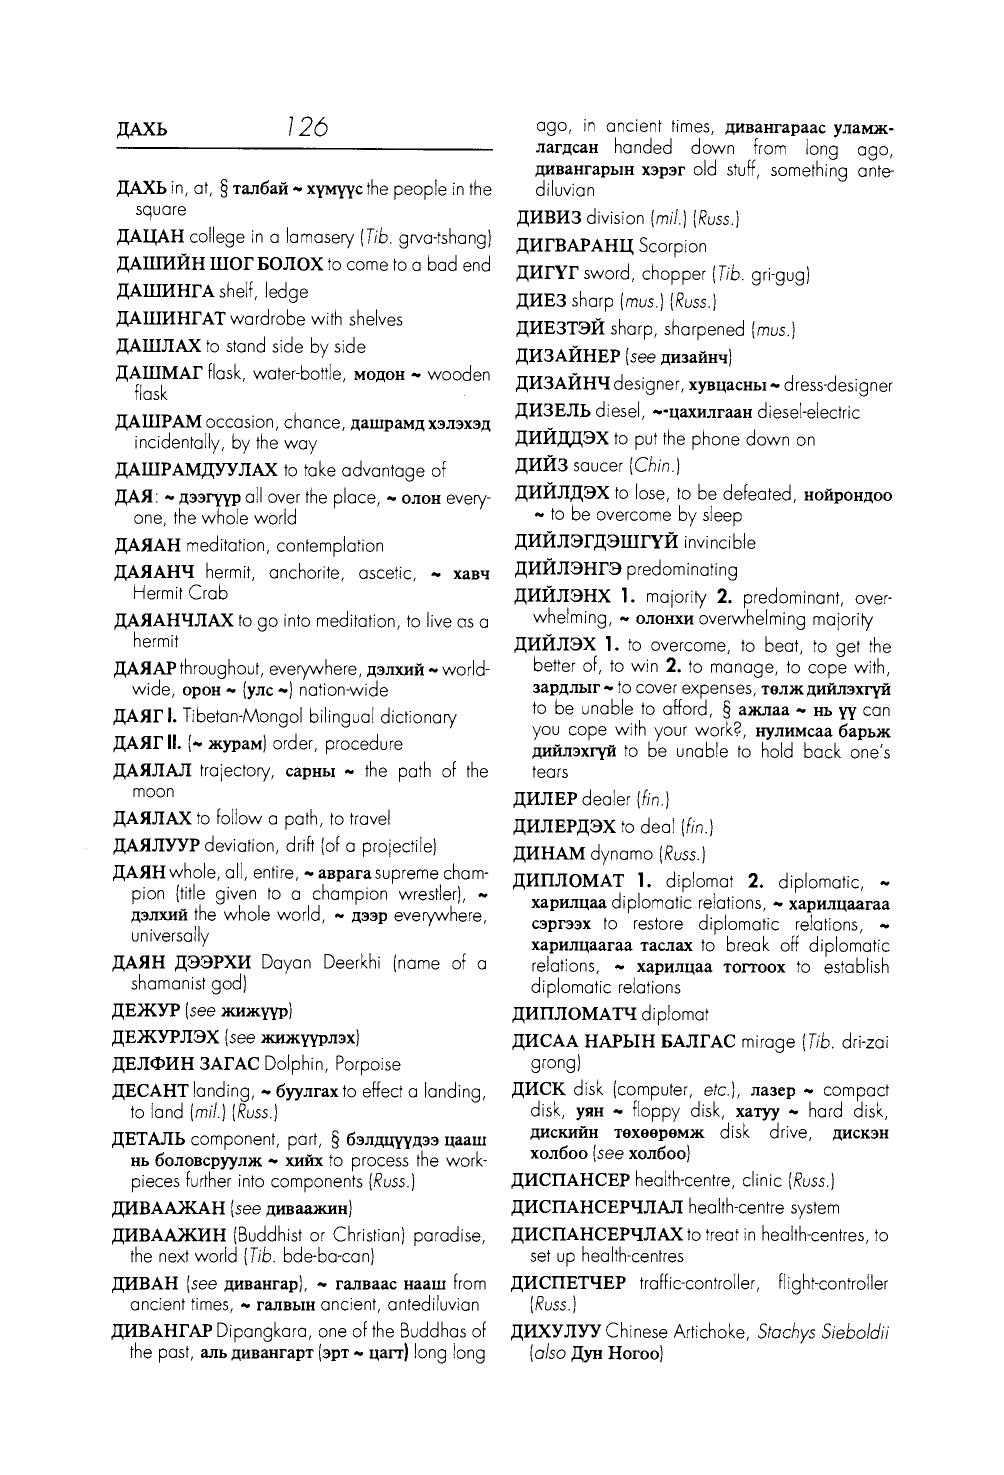 ДАХЬ 126
ДАХЬ in, at, § талбай ~ хүмүүс the people in the
square
ДАЦАН college in a lamasery (Tib. grva-tshang)
ДАШИЙН ШОГ БОЛОХ to come to a bad end
ДАШИНГА shelf, ledge
ДАШИНГАТ wardrobe with shelves
ДАШЛАХ to stand side by side
ДАШМАГ flask, water-bottle, модон ~ wooden
flask
ДАШРАМ occasion, chance, дашрамд хэлэхэд
incidentally, by the way
ДАШРАМДУУЛАХ to take advantage of
ДАЯ: ~ дээгүүр all over the place, ~ олон every-
one, the whole world
ДАЯАН meditation, contemplation
ДАЯАНЧ hermit, anchorite, ascetic, ~ хавч
Hermit Crab
ДАЯАНЧЛАХ to go into meditation, to live as a
hermit
ДАЯАР throughout, everywhere, дэлхий ~ world-
wide, орон ~ (улс ~) nation-wide
ДАЯГ I. Tibetan-Mongol bilingual dictionary
ДАЯГ II. (~ журам) order, procedure
ДАЯЛАЛ trajectory, сарны ~ the path of the
moon
ДАЯЛАХ to follow a path, to travel
ДАЯЛУУР deviation, drift (of a projectile)
ДАЯН whole, all, entire, ~ аврага supreme cham-
pion (title given to a champion wrestler), ~
дэлхий the whole world, ~ дээр everywhere,
universally
ДАЯН ДЭЭРХИ Dayan Deerkhi (name of a
shamanist god)
ДЕЖУР (see жижүүр)
ДЕЖУРЛЭХ (see жижүүрлэх)
ДЕЛФИН ЗАГАС Dolphin, Porpoise
ДЕСАНТ landing, ~ буулгах to effect a landing,
to land (mil.) (Russ.)
ДЕТАЛЬ component, part, § бэлдцүүдээ цааш
нь боловсруулж ~ хийх to process the work-
pieces further into components (Russ.)
ДИВААЖАН (see диваажин)
ДИВААЖИН (Buddhist or Christian) paradise,
the next world (Tib. bde-ba-can)
ДИВАН (see дивангар), ~ галваас нааш from
ancient times, ~ галвын ancient, antediluvian
ДИВАНГАР Dipangkara, one of the Buddhas of
the past, аль дивангарт (эрт ~ цагт) long long
ago, in ancient times, дивангараас уламж-
лагдсан handed down from long ago,
дивангарын хэрэг old stuff, something ante-
diluvian
ДИВИЗ division (mil.) (Russ.)
ДИГВАРАНЦ Scorpion
ДИГҮГ sword, chopper (Tib. gri-gug)
ДИЕЗ sharp (mus.) (Russ.)
ДИЕЗТЭЙ sharp, sharpened (mus.)
ДИЗАЙНЕР (see дизайнч)
ДИЗАЙНЧ designer, хувцасны ~ dress-designer
ДИЗЕЛЬ diesel, ~-цахилгаан diesel-electric
ДИЙДДЭХ to put the phone down on
ДИЙЗ saucer (Chin.)
ДИЙЛДЭХ to lose, to be defeated, нойрондоо
~ to be overcome by sleep
ДИЙЛЭГДЭШГҮЙ invincible
ДИЙЛЭНГЭ predominating
ДИЙЛЭНХ 1. majority 2. predominant, over-
whelming, ~ олонхи overwhelming majority
ДИЙЛЭХ 1. to overcome, to beat, to get the
better of, to win 2. to manage, to cope with,
зардлыг ~ to cover expenses, төлж дийлэхгүй
to be unable to afford, § ажлаа ~ нь үү can
you cope with your work?, нулимсаа барьж
дийлэхгүй to be unable to hold back one's
tears
ДИЛЕР dealer (fin.)
ДИЛЕРДЭХ to deal (fin.)
ДИНАМ dynamo (Russ.)
ДИПЛОМАТ 1. diplomat 2. diplomatic, ~
харилцаа diplomatic relations, ~ харилцаагаа
сэргээх to restore diplomatic relations, ~
харилцаагаа таслах to break off diplomatic
relations, ~ харилцаа тогтоох to establish
diplomatic relations
ДИПЛОМАТЧ diplomat
ДИСАА НАРЫН БАЛГАС mirage (Tib. dri-zai
grong)
ДИСК disk (computer, etc.), лазер ~ compact
disk, уян ~ floppy disk, хатуу ~ hard disk,
дискийн төхөөрөмж disk drive, дискэн
холбоо (see холбоо)
ДИСПАНСЕР health-centre, clinic (Russ.)
ДИСПАНСЕРЧЛАЛ health-centre system
ДИСПАНСЕРЧЛАХ to treat in health-centres, to
set up health-centres
ДИСПЕТЧЕР traffic-controller, flight-controller
(Russ.)
ДИХУЛУУ Chinese Artichoke, Stachys Sieboldii
(also Дун Ногоо)